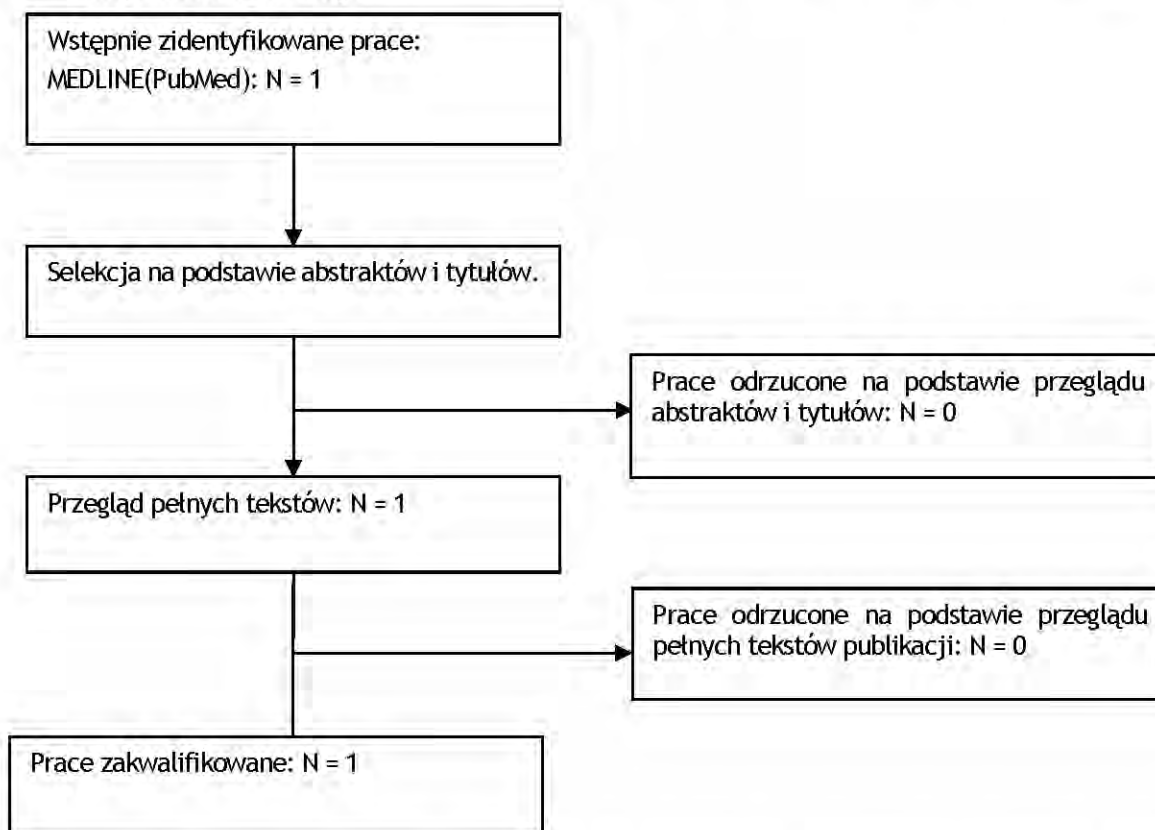 Wstępnie zidentyfikowane prace:
MEDLINE(PubMed): N = 1
Selekcja na podstawie abstraktów i tytułów.
Prace odrzucone na podstawie przeglądu
abstraktów i tytułów: N = 0
Przegląd pełnych tekstów: N = 1
Prace odrzucone na podstawie przeglądu
pełnych tekstów publikacji: N = 0
Prace zakwalifikowane: N = 1